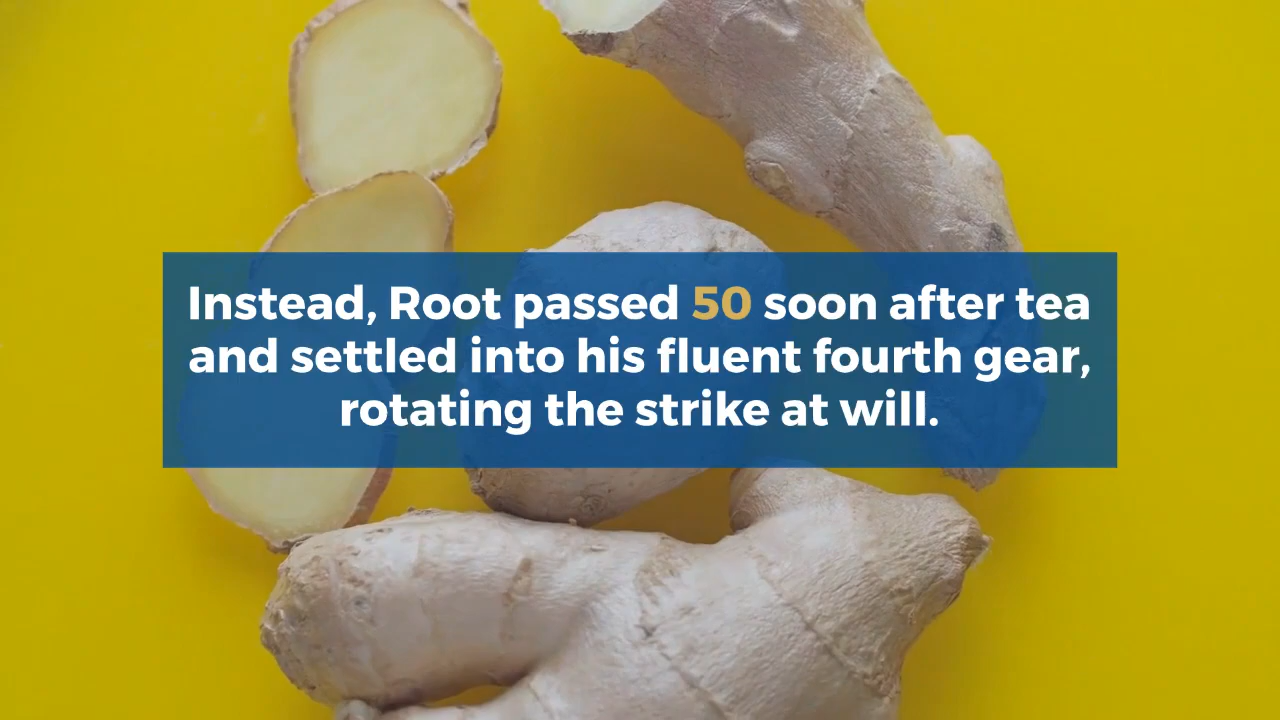 Instead, Root passed 50 soon after tea
and settled into his fluent fourth gear,
rotating the strike at will.